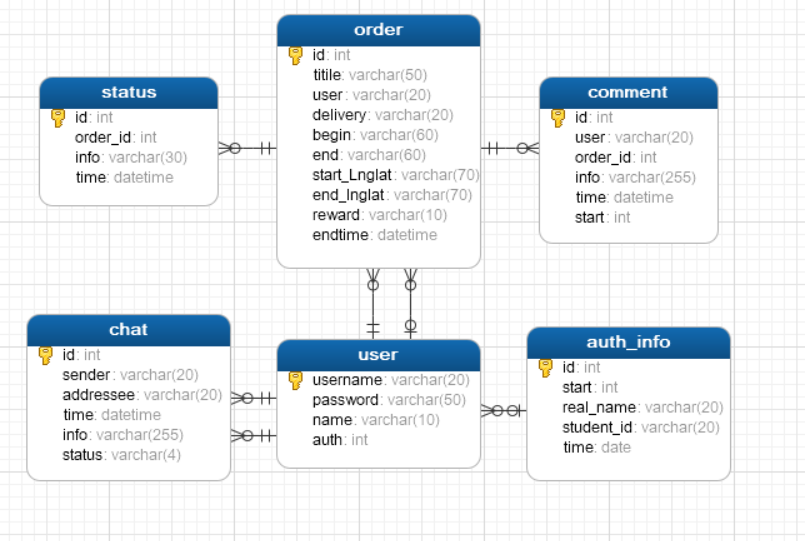 order
id: int
titile: varchar(50)
user: varchar(20)
delivery: varchar(20)
begin: varchar(60)
end: varchar(60)
start_Lnglat: varchar(70)
end_lnglat: varchar(70)
reward: varchar(10)
endtime: datetime
status
id: int
order_id: int
info: varchar(30)
time: datetime
comment
id: int
user: varchar(20)
order_id: int
info: varchar(255)
time: datetime
start: int
chat
id: int
sender: varchar(20)
addressee: varchar(20)
time: datetime
info: varchar(255)
status: varchar(4)
user
username: varchar(20)
password: varchar(50)
name: varchar(10)
auth: int
auth_info
id: int
start: int
real_name: varchar(20)
student_id: varchar(20)
time: date